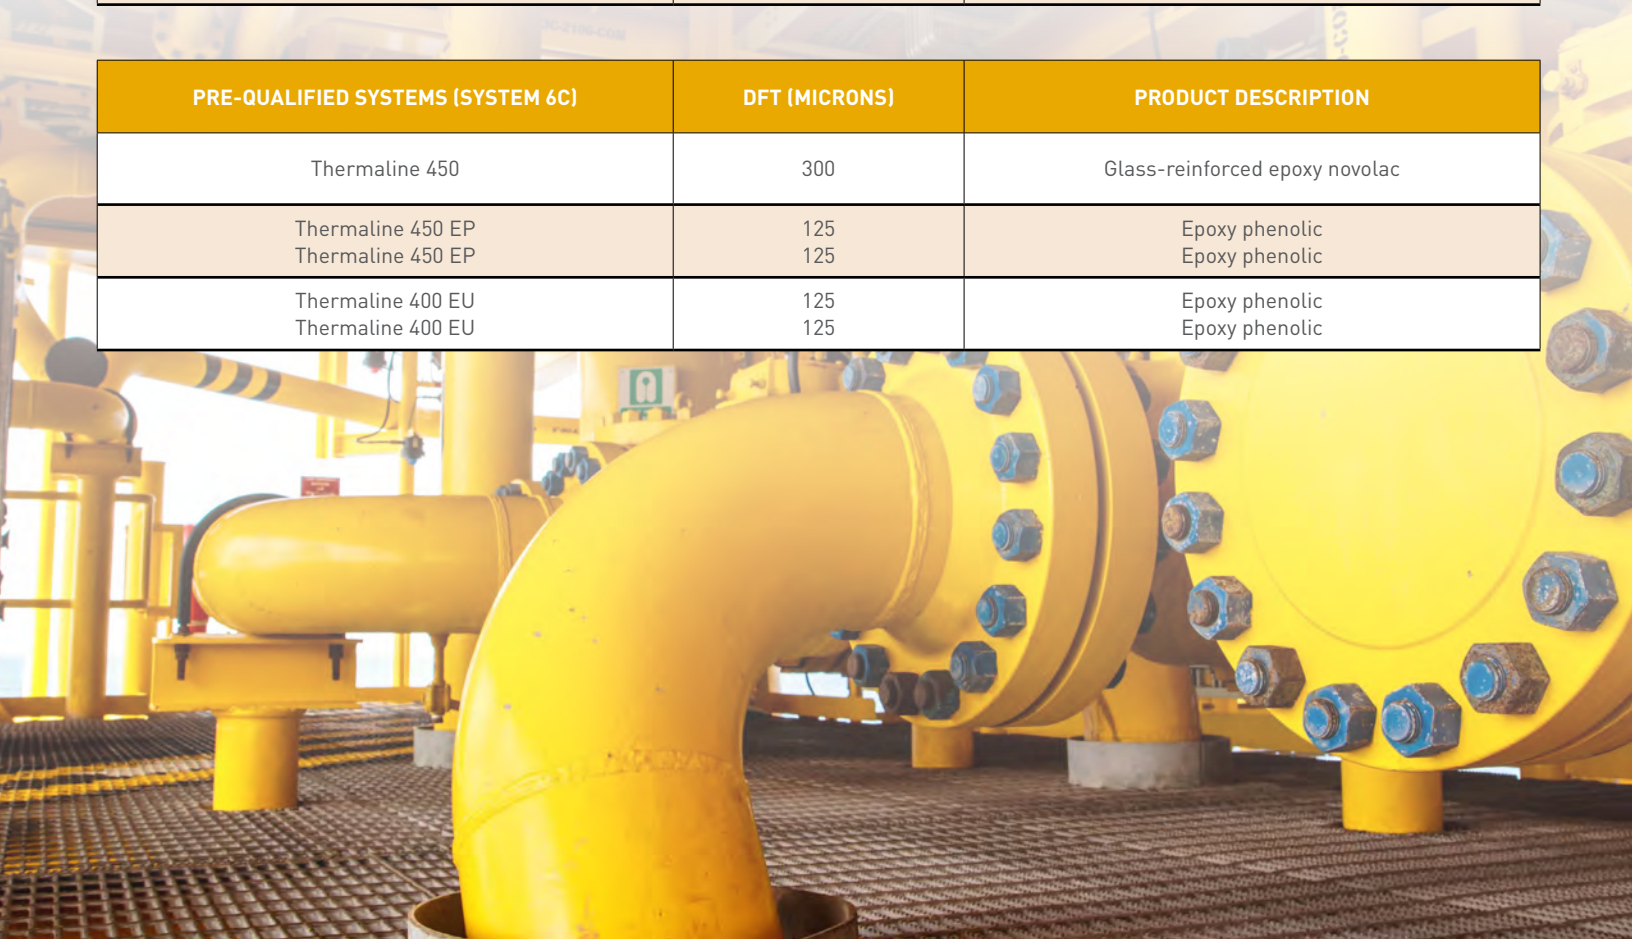 PRE-QUALIFIED SYSTEMS (SYSTEM 6C) DFT (MICRONS) PRODUCT DESCRIPTION
Thermaline 450 300 Glass-reinforced epoxy novolac
Thermaline 450 EP 125 Epoxy phenolic
Thermaline 450 EP 125 Epoxy phenolic
Thermaline 400 EU 125 Epoxy phenolic
Thermaline 400 EU 125 Epoxy phenolic